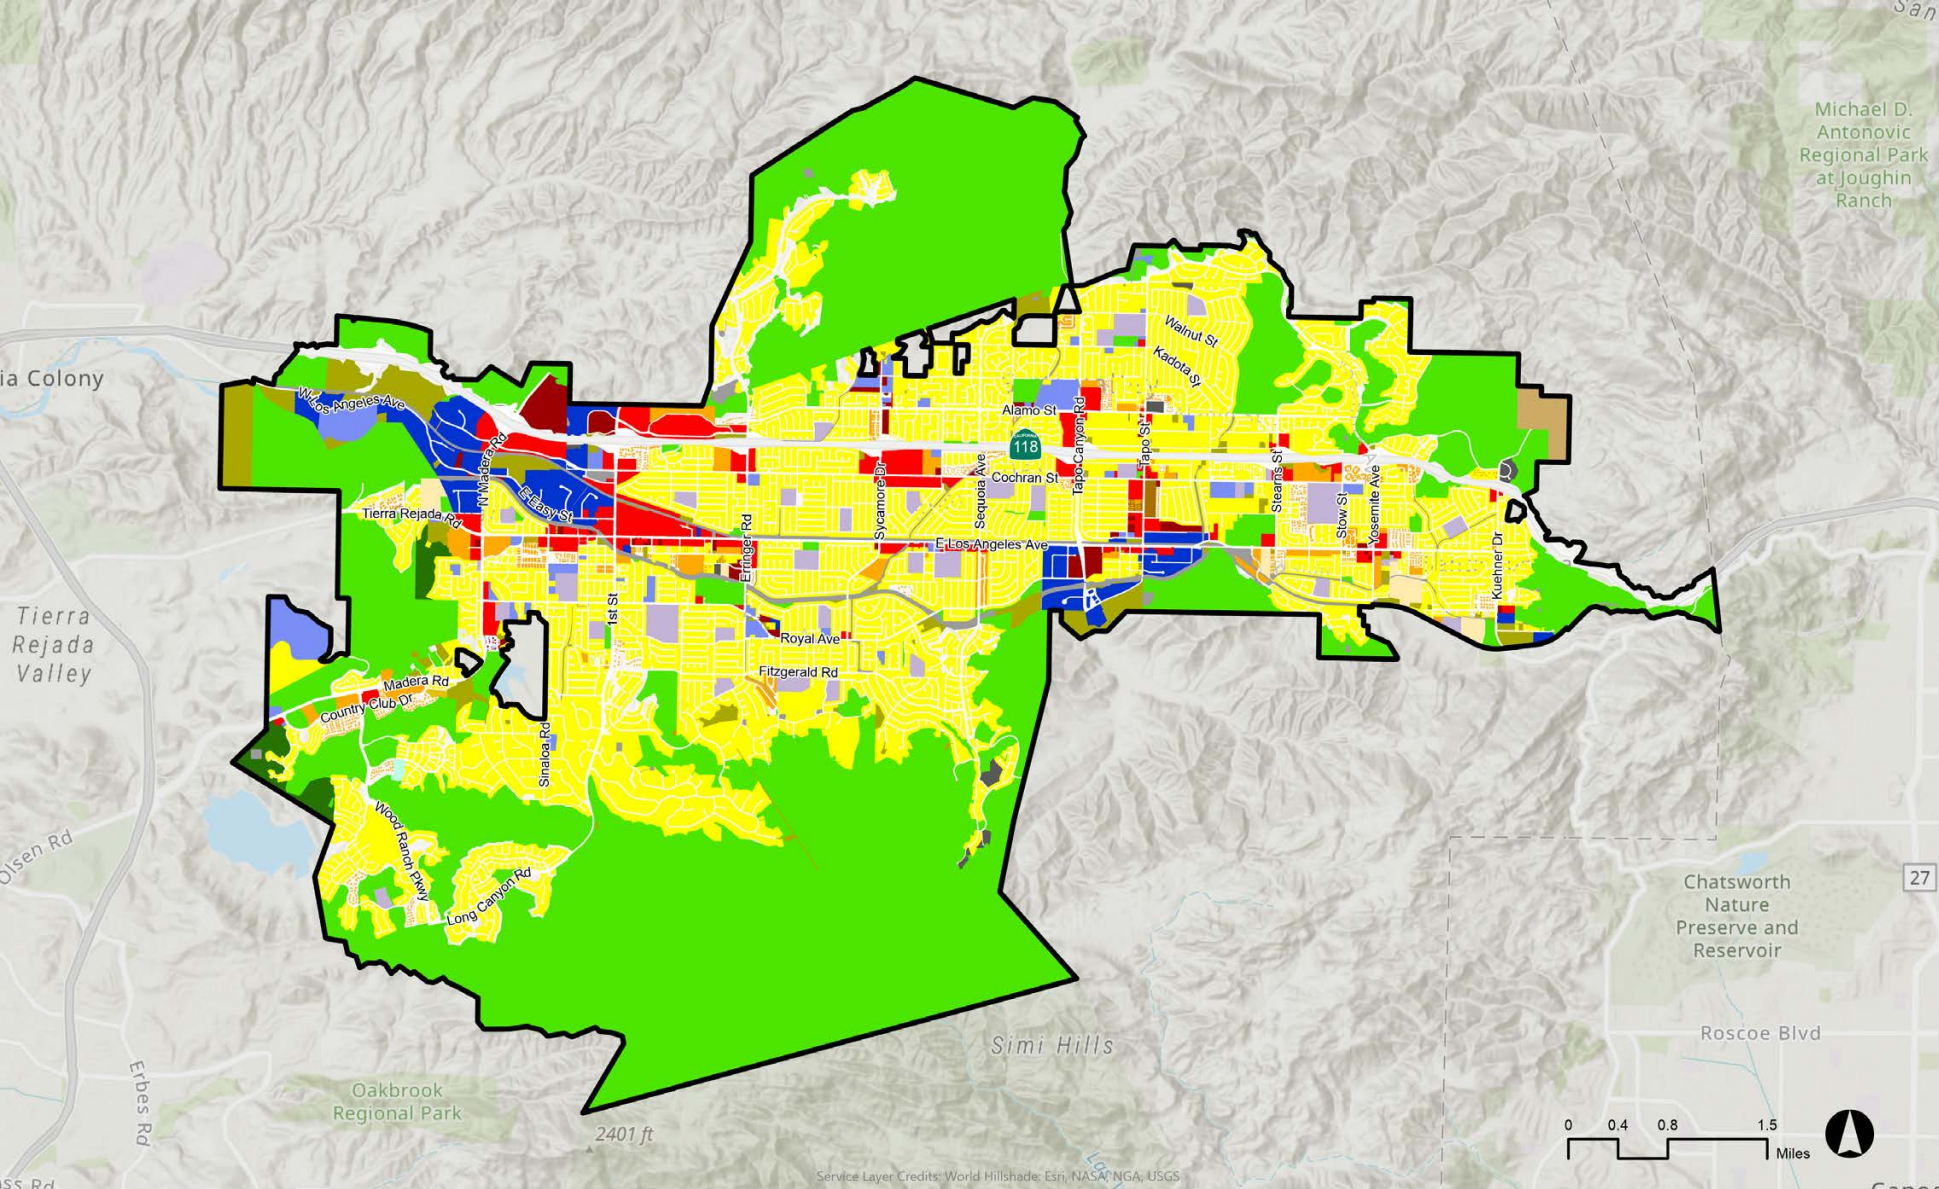 San
Michael D.
Antonovic
Regional Park
at Joughin
Ranch
ia Colony
W Los Angeles Ave
N Madera Rd
E Easy St
Tierra Rejada Rd
Walnut St
Kadota St
Alamo St
CALIFORNIA
118
Cochran St
Tapo Canyon Rd
Tapo St
Sycamore Dr
Sequoia Ave
Stearns St
Stow St
Yosemite Ave
Kuehner Dr
E Los Angeles Ave
Erringer Rd
1st St
Royal Ave
Fitzgerald Rd
Tierra
Rejada
Valley
Madera Rd
Country Club Dr
Sinaloa Rd
Wood Ranch Pkwy
Long Canyon Rd
Olsen Rd
27
Chatsworth
Nature
Preserve and
Reservoir
Roscoe Blvd
Simi Hills
Erbes Rd
Oakbrook
Regional Park
2401 ft
0 0.4 0.8 1.5
Miles
Service Layer Credits: World Hillshade: Esri, NASA, NGA, USGS